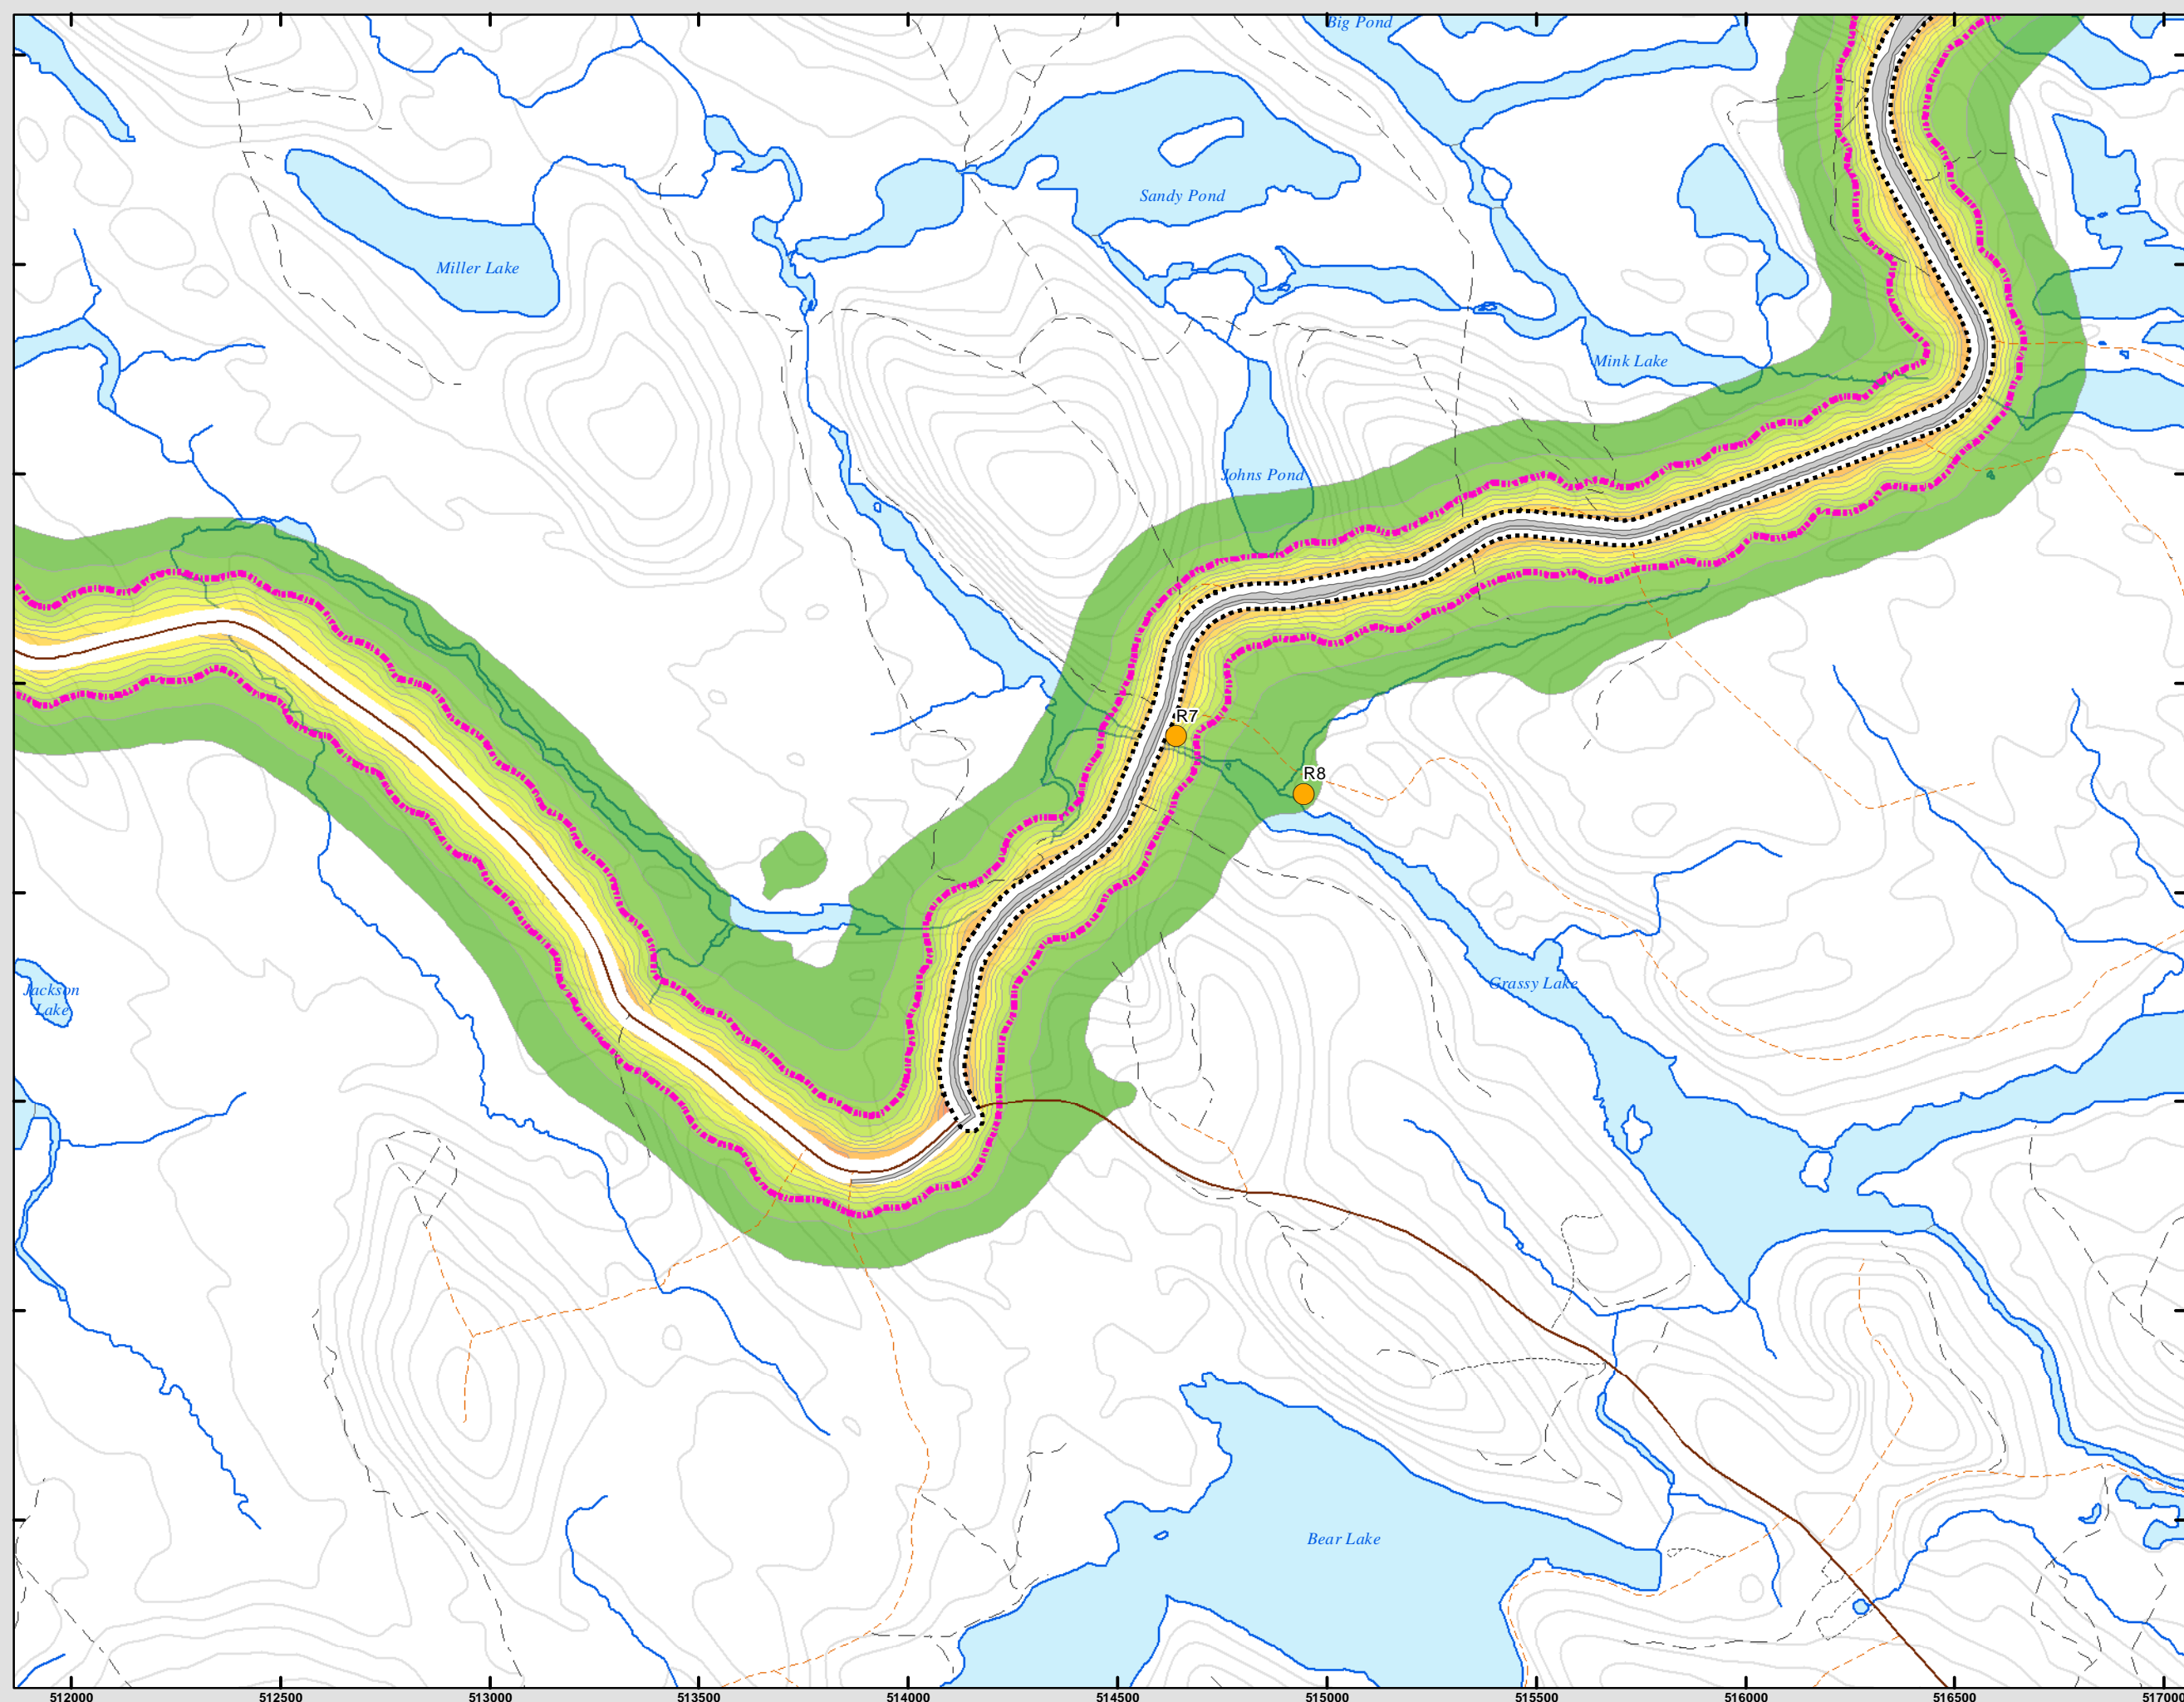 Big Pond
Sandy Pond
Miller Lake
Mink Lake
Johns Pond
R7
R8
Grassy Lake
Jackson
Lake
Bear Lake
512000 512500 513000 513500 514000 514500 515000 515500 516000 516500